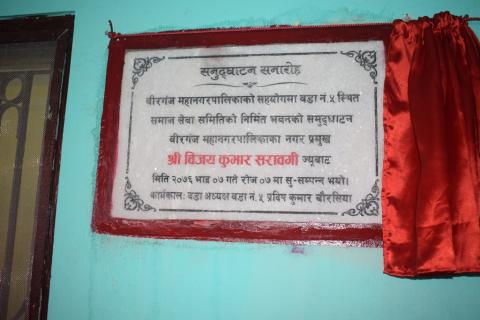 समुद्घाटन समारोह
वीरगंज महानगरपालिकाको सहयोगमा वडा नं. ५ स्थित
समाज सेवा समितिको निर्मित भवनको समुद्घाटन
वीरगंज महानगरपालिकाका नगर प्रमुख
श्री विजय कुमार सरावगी ज्यूबाट
मिति २०७६ भाद्र ०७ गते रोज ०७ मा सु-सम्पन्न भयो।
कार्यकालः वडा अध्यक्ष वडा नं. ५ प्रदिप कुमार चौरसिया